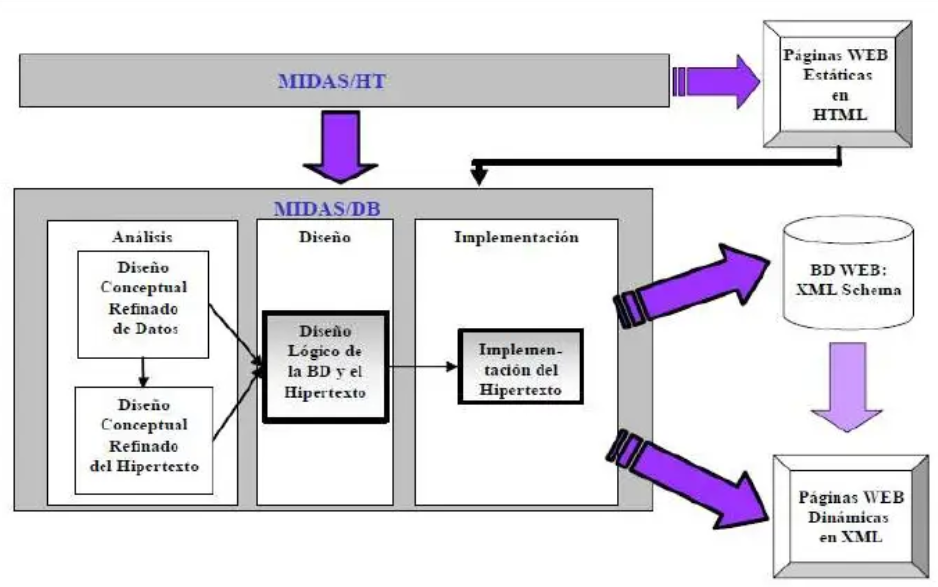 MIDAS/HT
Páginas WEB
Estáticas
en
HTML
MIDAS/DB
Análisis
Diseño
Conceptual
Refinado
de Datos
Diseño
Conceptual
Refinado
del Hipertexto
Diseño
Diseño
Lógico de
la BD y el
Hipertexto
Implementación
Implemen-
tación del
Hipertexto
BD WEB:
XML Schema
Páginas WEB
Dinámicas
en XML